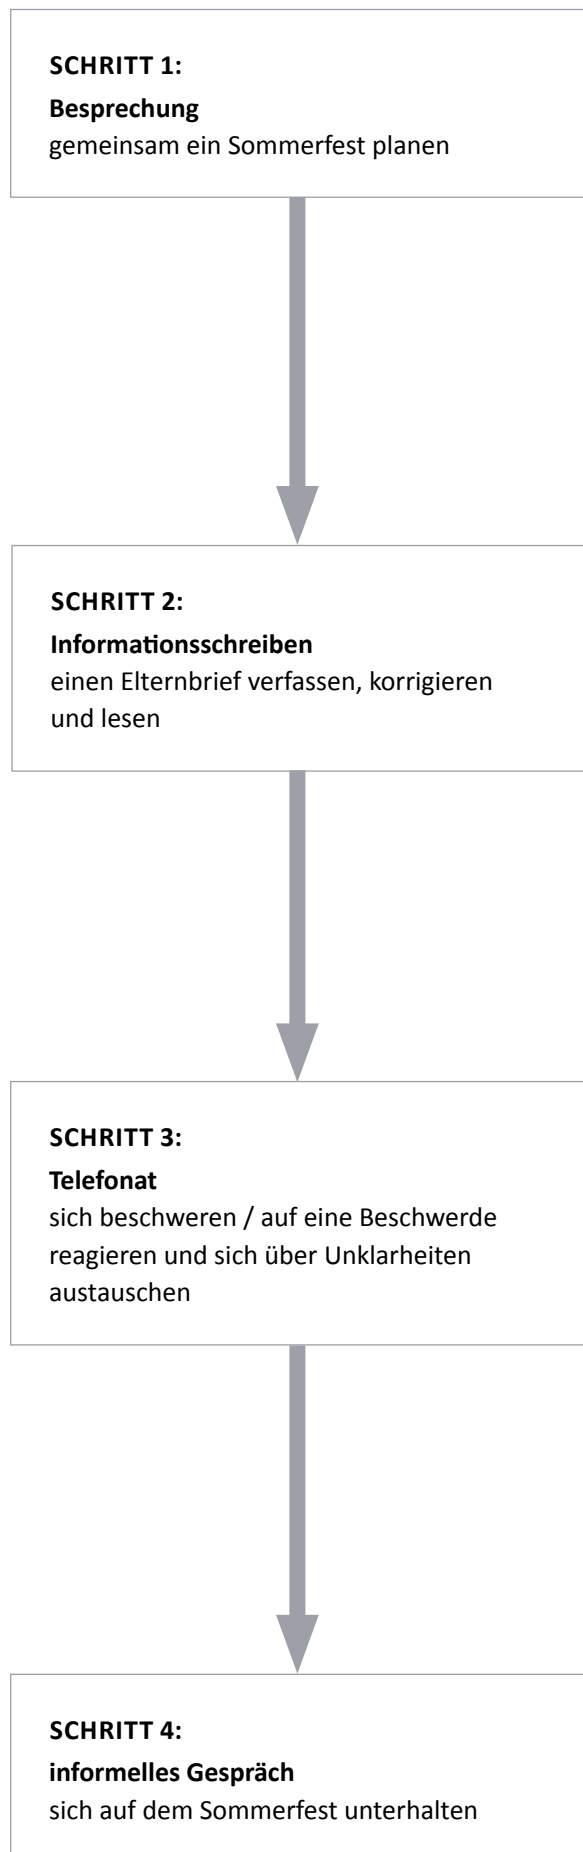 SCHRITT 1:
Besprechung
gemeinsam ein Sommerfest planen
SCHRITT 2:
Informationsschreiben
einen Elternbrief verfassen, korrigieren
und lesen
SCHRITT 3:
Telefonat
sich beschweren / auf eine Beschwerde
reagieren und sich über Unklarheiten
austauschen
SCHRITT 4:
informelles Gespräch
sich auf dem Sommerfest unterhalten